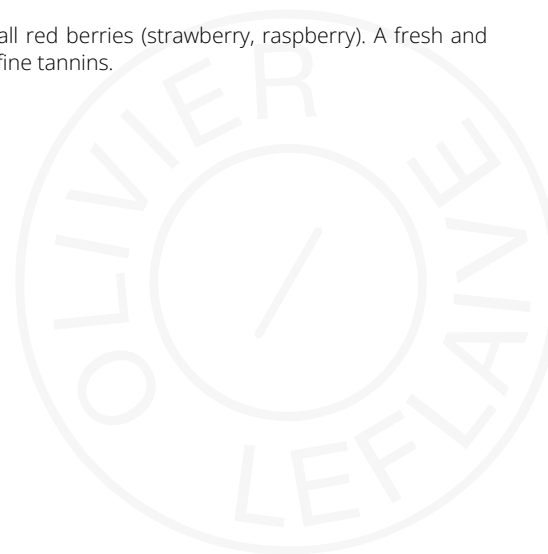 all red berries (strawberry, raspberry). A fresh and
fine tannins.
OLIVIER
LEFLAIVE